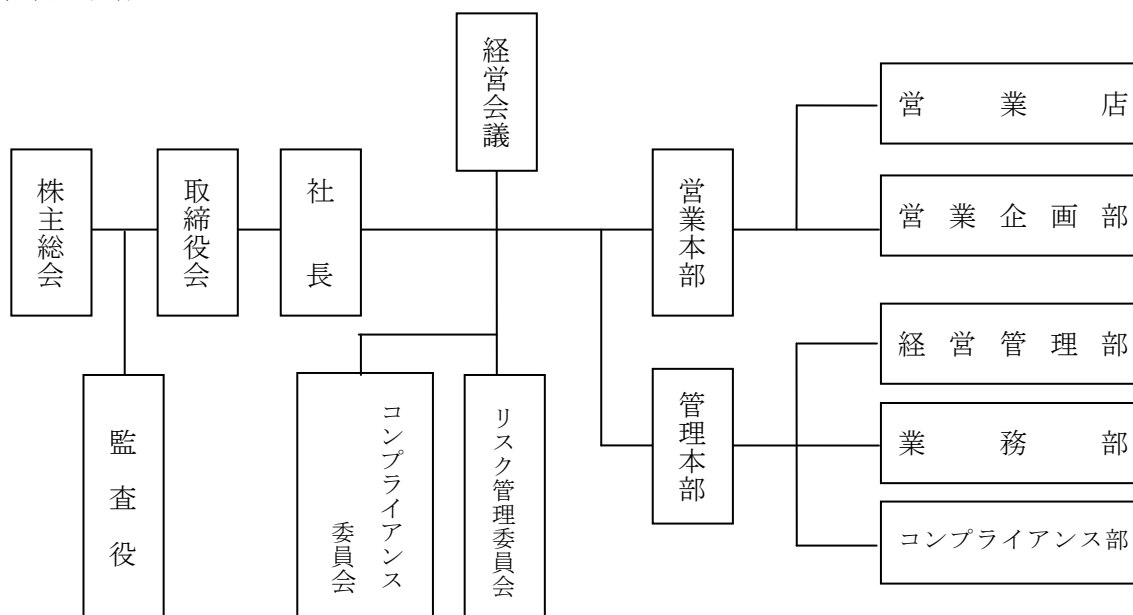 経営会議
株主総会
取締役会
社長
営業本部
営業店
営業企画部
監査役
コンプライアンス
委員会
リスク管理委員会
管理本部
経営管理部
業務部
コンプライアンス部